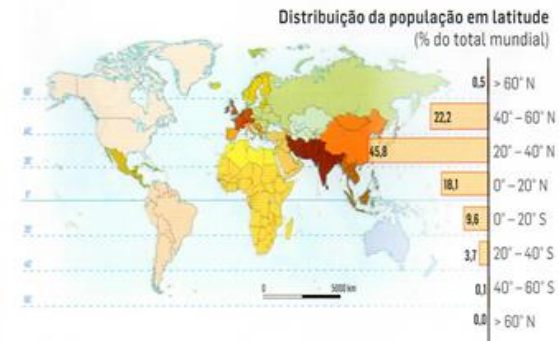 Distribuição da população em latitude
(% do total mundial)
0,5 > 60° N
22,2 40° – 60° N
45,8 20° – 40° N
18,1 0° – 20° N
9,6 0° – 20° S
3,7 20° – 40° S
0,1 40° – 60° S
0,0 > 60° N
0 5000 km